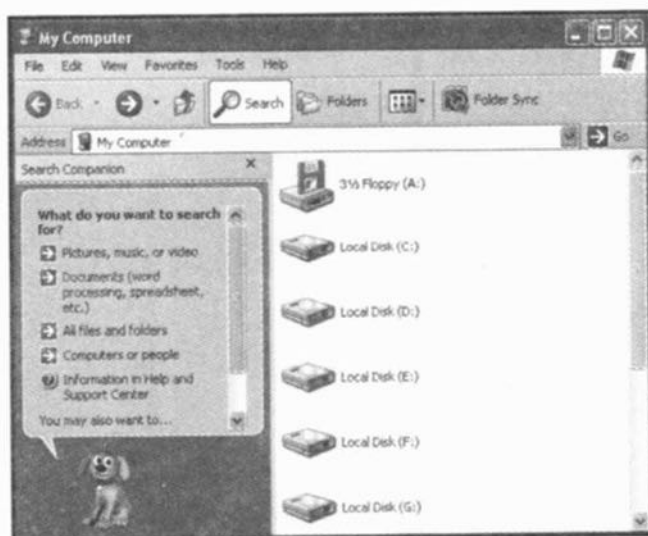 My Computer
File Edit View Favorites Tools Help
Back Search Folders Folder Sync
Address My Computer Go
Search Companion
What do you want to search
for?
Pictures, music, or video
Documents (word
processing, spreadsheet,
etc.)
All files and folders
Computers or people
Information in Help and
Support Center
You may also want to...
3½ Floppy (A:)
Local Disk (C:)
Local Disk (D:)
Local Disk (E:)
Local Disk (F:)
Local Disk (G:)